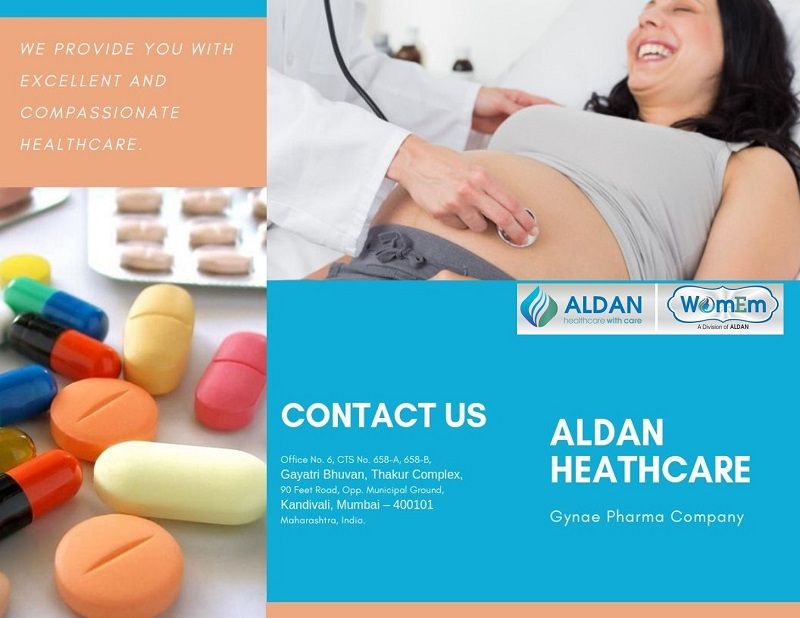 WE PROVIDE YOU WITH
EXCELLENT AND
COMPASSIONATE
HEALTHCARE.
ALDAN
healthcare with care
WomEm
A Division of ALDAN
CONTACT US
Office No. 6, CTS No. 658-A, 658-B,
Gayatri Bhuvan, Thakur Complex,
90 Feet Road, Opp. Municipal Ground,
Kandivali, Mumbai – 400101
Maharashtra, India.
ALDAN
HEATHCARE
Gynae Pharma Company